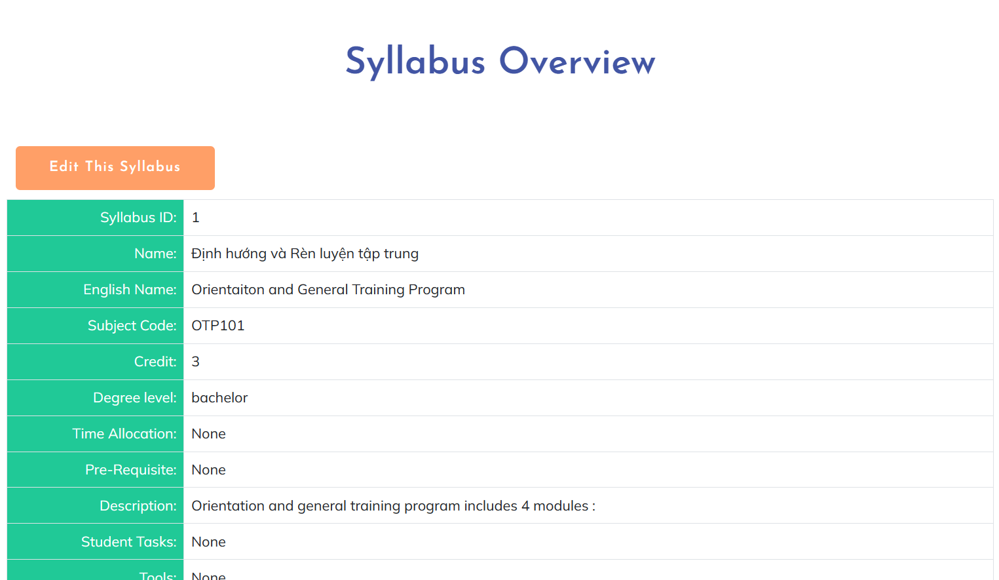 Syllabus Overview
Edit This Syllabus
Syllabus ID: 1
Name: Định hướng và Rèn luyện tập trung
English Name: Orientaiton and General Training Program
Subject Code: OTP101
Credit: 3
Degree level: bachelor
Time Allocation: None
Pre-Requisite: None
Description: Orientation and general training program includes 4 modules :
Student Tasks: None
Tools: None